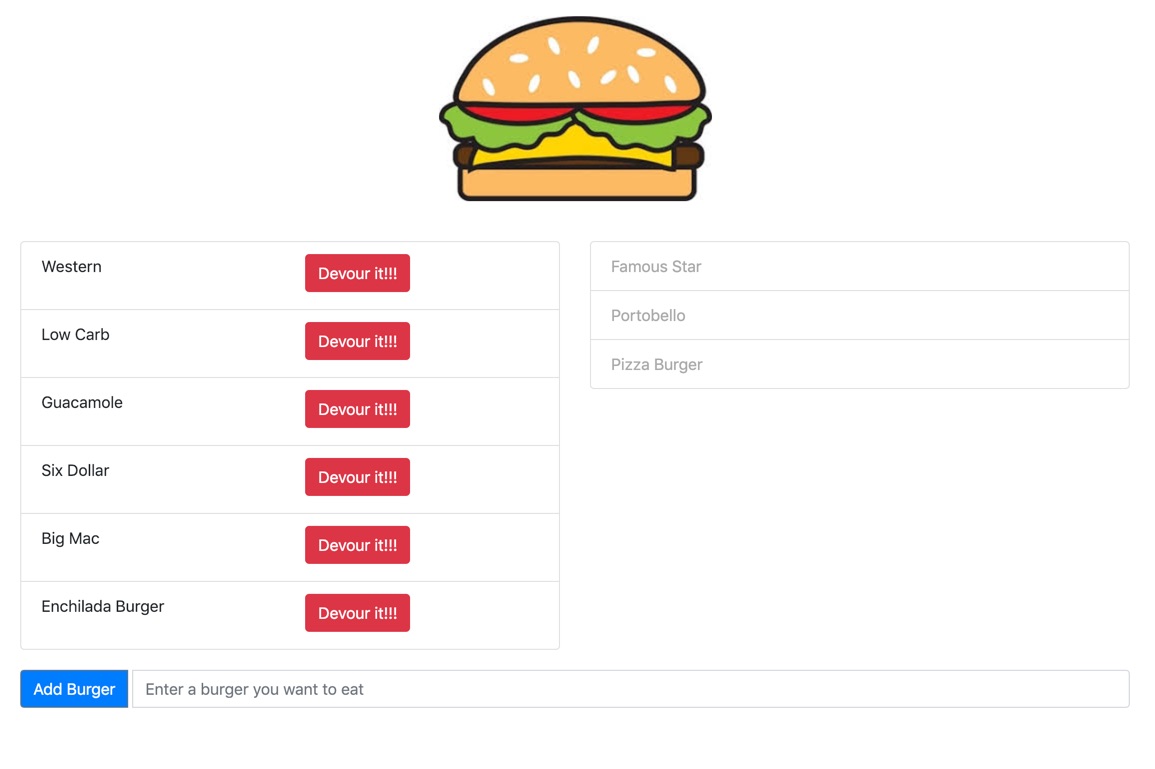 Western
Devour it!!!
Low Carb
Devour it!!!
Guacamole
Devour it!!!
Six Dollar
Devour it!!!
Big Mac
Devour it!!!
Enchilada Burger
Devour it!!!
Famous Star
Portobello
Pizza Burger
Add Burger
Enter a burger you want to eat